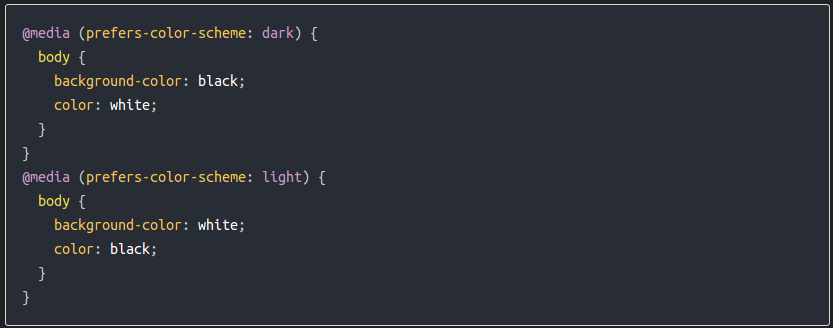 @media (prefers-color-scheme: dark) {
  body {
    background-color: black;
    color: white;
  }
}
@media (prefers-color-scheme: light) {
  body {
    background-color: white;
    color: black;
  }
}